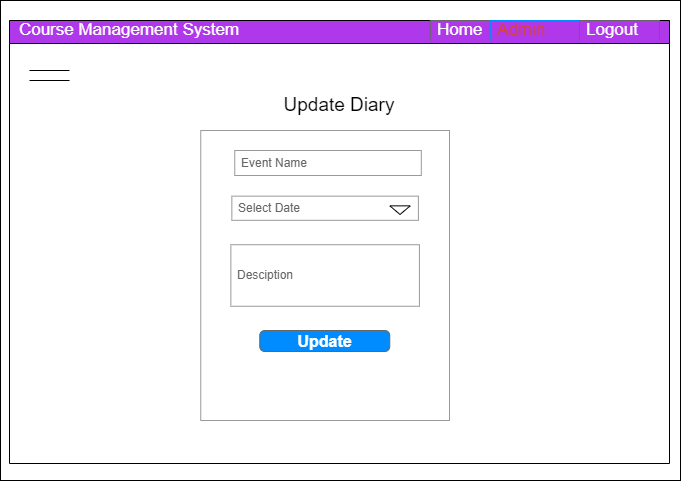 Course Management System Home Admin Logout
Update Diary
Event Name
Select Date
Desciption
Update